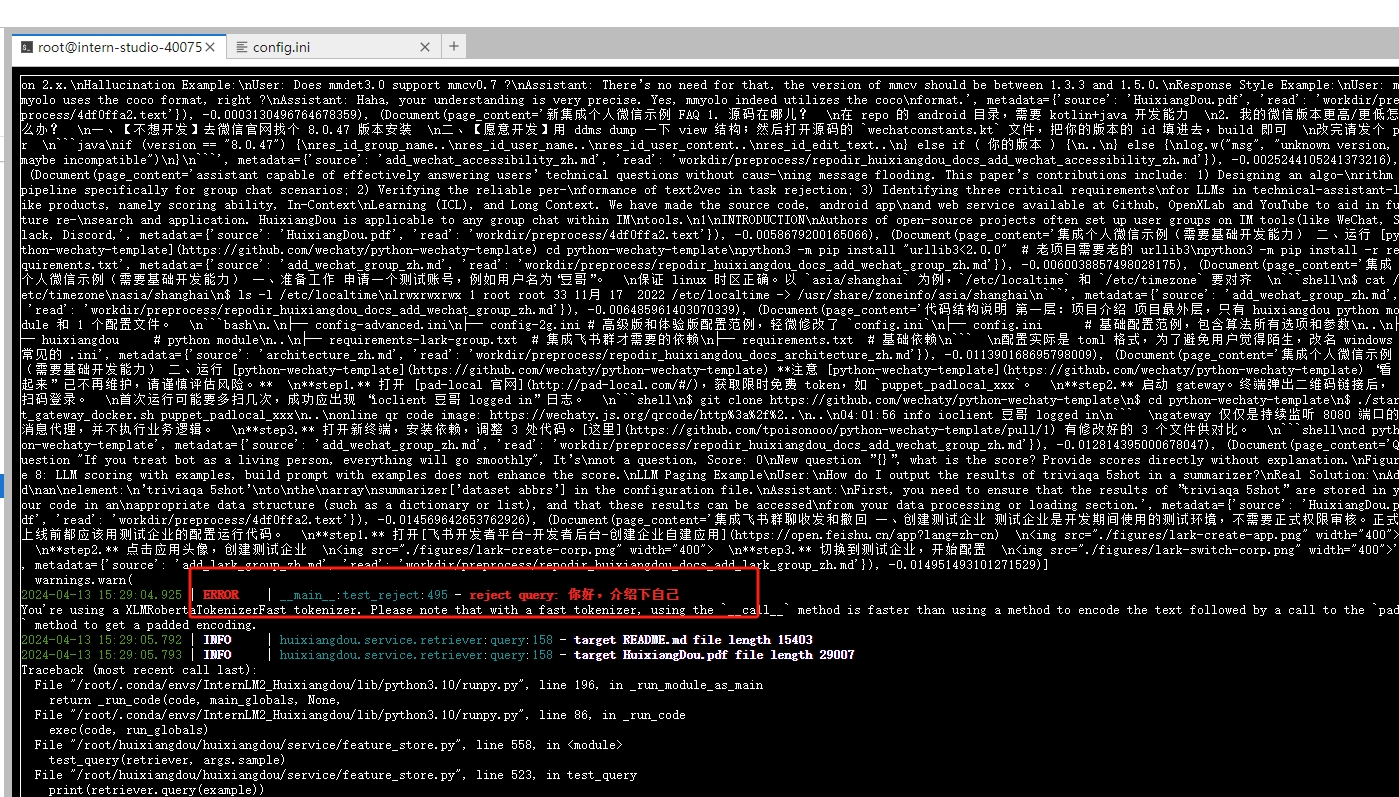 root@intern-studio-40075
config.ini
on 2.x.\nHallucination Example:\nUser: Does mmdet3.0 support mmcv0.7 ?\nAssistant: There's no need for that, the version of mmcv should be between 1.3.3 and 1.5.0.\nResponse Style Example:\nUser:
myolo uses the coco format, right ?\nAssistant: Haha, your understanding is very precise. Yes, mmyolo indeed utilizes the coco\nformat.', metadata={'source': 'HuixiangDou.pdf', 'read': 'workdir/pre
process/4df0ffa2.text'}), -0.0003130496764678359), (Document(page_content='新集成个人微信示例 FAQ 1. 源码在哪儿？ \n在 repo 的 android 目录，需要 kotlin+java 开发能力 \n2. 我的微信版本更高/更低怎
么办？ \n一、【不想开发】去微信官网找个 8.0.47 版本安装 \n二、【愿意开发】用 ddms dump 一下 view 结构；然后打开源码的 `wechatconstants.kt` 文件，把你的版本的 id 填进去，build 即可 \n改完请发个 p
r \n```java\nif (version == "8.0.47") {\nres_id_group_name..\nres_id_user_name..\nres_id_user_content..\nres_id_edit_text..\n} else if ( 你的版本 ) {\n..\n} else {\nlog.w("msg", "unknown version,
maybe incompatible")\n}\n```', metadata={'source': 'add_wechat_accessibility_zh.md', 'read': 'workdir/preprocess/repodir_huixiangdou_docs_add_wechat_accessibility_zh.md'}), -0.0025244105241373216),
(Document(page_content='assistant capable of effectively answering users' technical questions without caus-\nning message flooding. This paper's contributions include: 1) Designing an algo-\nrithm
pipeline specifically for group chat scenarios; 2) Verifying the reliable per-\nformance of text2vec in task rejection; 3) Identifying three critical requirements\nfor LLMs in technical-assistant-l
ike products, namely scoring ability, In-Context\nLearning (ICL), and Long Context. We have made the source code, android app\nand web service available at Github, OpenXLab and YouTube to aid in fu
ture re-\nsearch and application. HuixiangDou is applicable to any group chat within IM\ntools.\n1\nINTRODUCTION\nAuthors of open-source projects often set up user groups on IM tools(like WeChat, S
lack, Discord,', metadata={'source': 'HuixiangDou.pdf', 'read': 'workdir/preprocess/4df0ffa2.text'}), -0.0058679200165066), (Document(page_content='集成个人微信示例（需要基础开发能力） 二、运行 [py
thon-wechaty-template](https://github.com/wechaty/python-wechaty-template) cd python-wechaty-template\npython3 -m pip install "urllib3<2.0.0" # 老项目需要老的 urllib3\npython3 -m pip install -r re
quirements.txt', metadata={'source': 'add_wechat_group_zh.md', 'read': 'workdir/preprocess/repodir_huixiangdou_docs_add_wechat_group_zh.md'}), -0.0060038857498028175), (Document(page_content='集成
个人微信示例（需要基础开发能力） 一、准备工作 申请一个测试账号，例如用户名为“豆哥”。 \n保证 linux 时区正确。以 `asia/shanghai` 为例，`/etc/localtime` 和 `/etc/timezone` 要对齐 \n```shell\n$ cat /
etc/timezone\nasia/shanghai\n$ ls -l /etc/localtime\nlrwxrwxrwx 1 root root 33 11月 17 2022 /etc/localtime -> /usr/share/zoneinfo/asia/shanghai\n```', metadata={'source': 'add_wechat_group_zh.md',
'read': 'workdir/preprocess/repodir_huixiangdou_docs_add_wechat_group_zh.md'}), -0.006485961403070339), (Document(page_content='代码结构说明 第一层：项目介绍 项目最外层，只有 huixiangdou python mo
dule 和 1 个配置文件。 \n```bash\n.\n├── config-advanced.ini\n├── config-2g.ini # 高级版和体验版配置范例，轻微修改了 `config.ini`\n├── config.ini # 基础配置范例，包含算法所有选项和参数\n..\n├
── huixiangdou # python module\n..\n├── requirements-lark-group.txt # 集成飞书群才需要的依赖\n├── requirements.txt # 基础依赖\n``` \n配置实际是 toml 格式，为了避免用户觉得陌生，改名 windows
常见的 .ini', metadata={'source': 'architecture_zh.md', 'read': 'workdir/preprocess/repodir_huixiangdou_docs_architecture_zh.md'}), -0.011390168695798009), (Document(page_content='集成个人微信示例
（需要基础开发能力） 二、运行 [python-wechaty-template](https://github.com/wechaty/python-wechaty-template) **注意 [python-wechaty-template](https://github.com/wechaty/python-wechaty-template) “看
起来”已不再维护，请谨慎评估风险。** \n**step1.** 打开 [pad-local 官网](http://pad-local.com/#/)，获取限时免费 token，如 `puppet_padlocal_xxx`。 \n**step2.** 启动 gateway。终端弹出二维码链接后，
扫码登录。 \n首次运行可能要多扫几次，成功应出现 “ioclient 豆哥 logged in”日志。 \n```shell\n$ git clone https://github.com/wechaty/python-wechaty-template\n$ cd python-wechaty-template\n$ ./star
t_gateway_docker.sh puppet_padlocal_xxx\n..\nonline qr code image: https://wechaty.js.org/qrcode/http%3a%2f%2..\n..\n04:01:56 info ioclient 豆哥 logged in\n``` \ngateway 仅仅是持续监听 8080 端口的
消息代理，并不执行业务逻辑。 \n**step3.** 打开新终端，安装依赖，调整 3 处代码。[这里](https://github.com/tpoisonooo/python-wechaty-template/pull/1) 有修改好的 3 个文件供对比。 \n```shell\ncd pyth
on-wechaty-template', metadata={'source': 'add_wechat_group_zh.md', 'read': 'workdir/preprocess/repodir_huixiangdou_docs_add_wechat_group_zh.md'}), -0.012814395000678047), (Document(page_content='Q
uestion "If you treat bot as a living person, everything will go smoothly", It's\nnot a question, Score: 0\nNew question "{}", what is the score? Provide scores directly without explanation.\nFigur
e 8: LLM scoring with examples, build prompt with examples does not enhance the score.\nLLM Paging Example\nUser:\nHow do I output the results of triviaqa 5shot in a summarizer?\nReal Solution:\nAd
d\nan\nelement:\n'triviaqa 5shot'\nto\nthe\narray\nsummarizer['dataset abbrs'] in the configuration file.\nAssistant:\nFirst, you need to ensure that the results of "triviaqa 5shot" are stored in y
our code in an\nappropriate data structure (such as a dictionary or list), and that these results can be accessed\nfrom your data processing or loading section.', metadata={'source': 'HuixiangDou.p
df', 'read': 'workdir/preprocess/4df0ffa2.text'}), -0.014569642653762926), (Document(page_content='集成飞书群聊收发和撤回 一、创建测试企业 测试企业是开发期间使用的测试环境，不需要正式权限审核。正式
上线前都应该用测试企业的配置运行代码。 \n**step1.** 打开[飞书开发者平台-开发者后台-创建企业自建应用](https://open.feishu.cn/app?lang=zh-cn) \n<img src="./figures/lark-create-app.png" width="400">
\n**step2.** 点击应用头像，创建测试企业 \n<img src="./figures/lark-create-corp.png" width="400"> \n**step3.** 切换到测试企业，开始配置 \n<img src="./figures/lark-switch-corp.png" width="400">'
, metadata={'source': 'add_lark_group_zh.md', 'read': 'workdir/preprocess/repodir_huixiangdou_docs_add_lark_group_zh.md'}), -0.014951493101271529)]
warnings.warn(
2024-04-13 15:29:04.925 | ERROR | __main__:test_reject:495 - reject query: 你好，介绍下自己
You're using a XLMRobertaTokenizerFast tokenizer. Please note that with a fast tokenizer, using the `__call__` method is faster than using a method to encode the text followed by a call to the `pad
` method to get a padded encoding.
2024-04-13 15:29:05.792 | INFO | huixiangdou.service.retriever:query:158 - target README.md file length 15403
2024-04-13 15:29:05.793 | INFO | huixiangdou.service.retriever:query:158 - target HuixiangDou.pdf file length 29007
Traceback (most recent call last):
File "/root/.conda/envs/InternLM2_Huixiangdou/lib/python3.10/runpy.py", line 196, in _run_module_as_main
return _run_code(code, main_globals, None,
File "/root/.conda/envs/InternLM2_Huixiangdou/lib/python3.10/runpy.py", line 86, in _run_code
exec(code, run_globals)
File "/root/huixiangdou/huixiangdou/service/feature_store.py", line 558, in <module>
test_query(retriever, args.sample)
File "/root/huixiangdou/huixiangdou/service/feature_store.py", line 523, in test_query
print(retriever.query(example))